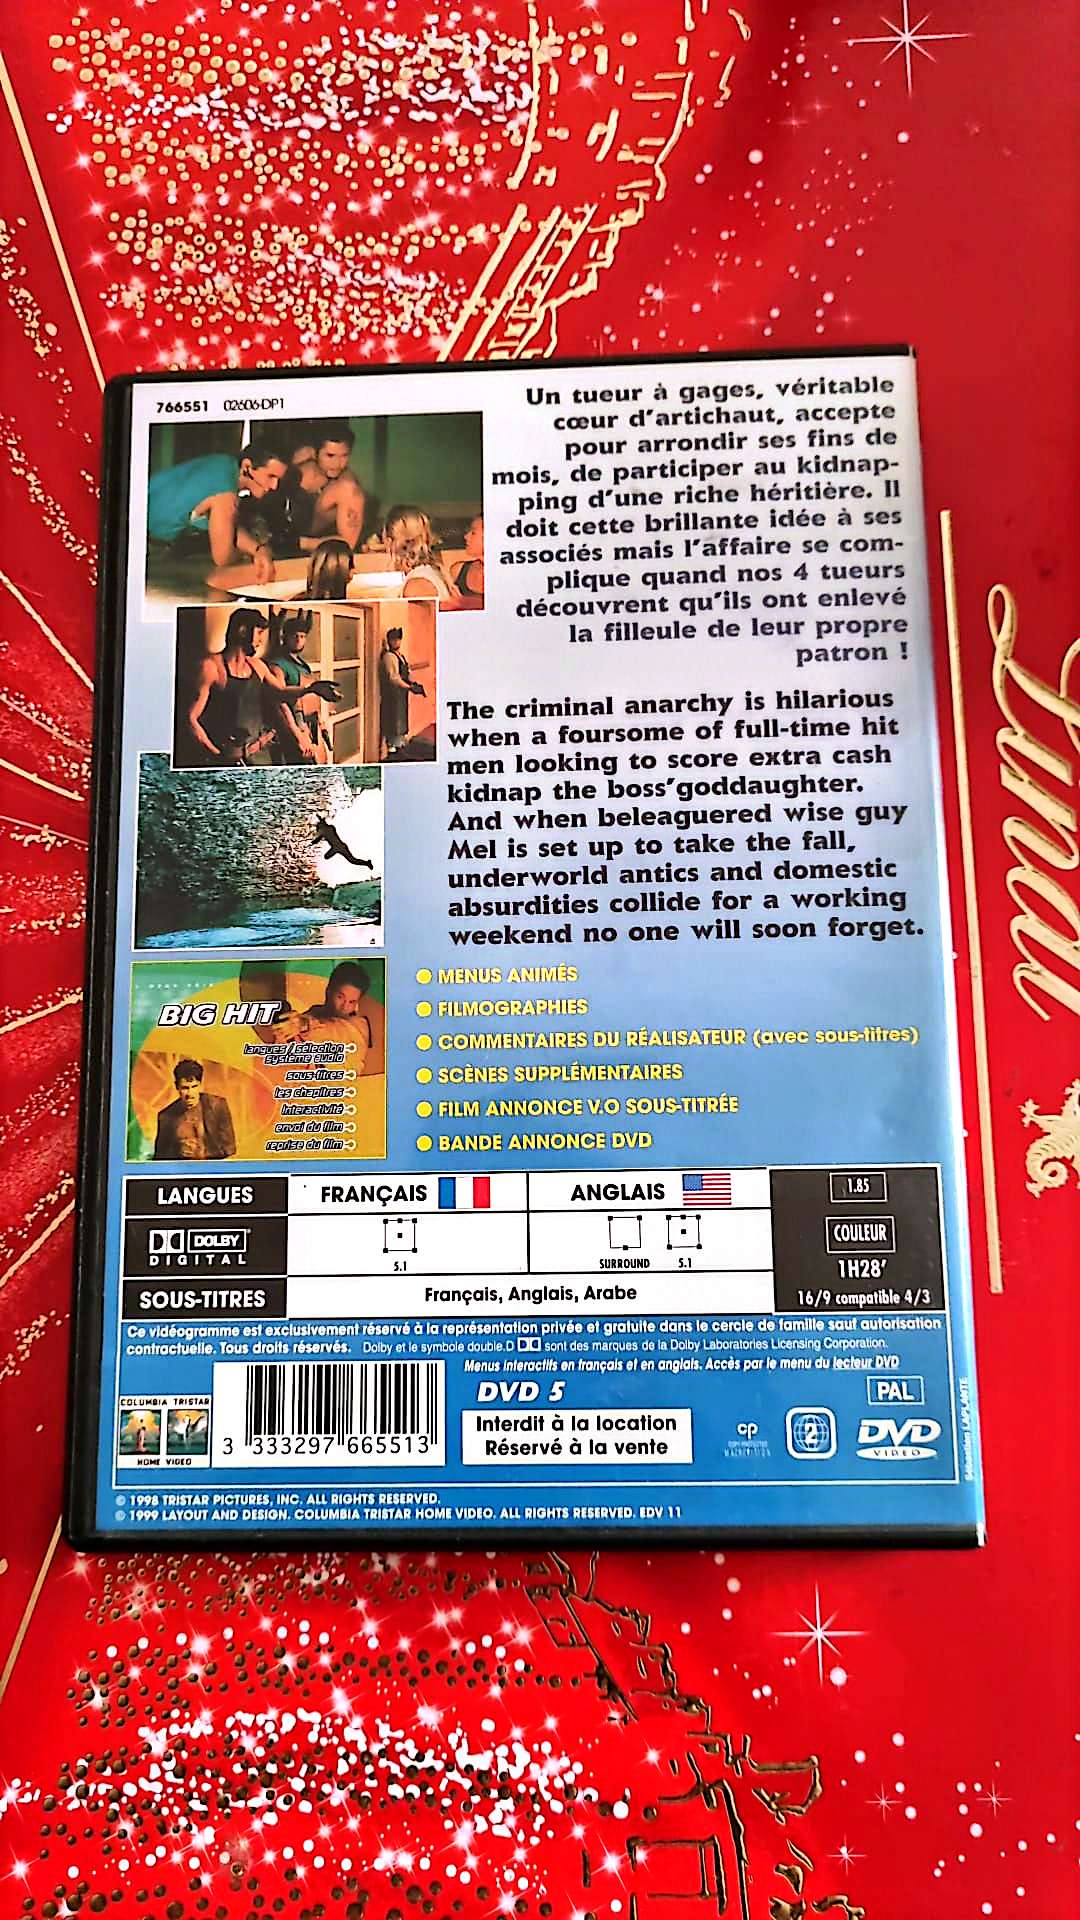 766551 02606-DP1
Un tueur à gages, véritable
cœur d'artichaut, accepte
pour arrondir ses fins de
mois, de participer au kidnap-
ping d'une riche héritière. Il
doit cette brillante idée à ses
associés mais l'affaire se com-
plique quand nos 4 tueurs
découvrent qu'ils ont enlevé
la filleule de leur propre
patron !
The criminal anarchy is hilarious
when a foursome of full-time hit
men looking to score extra cash
kidnap the boss'goddaughter.
And when beleaguered wise guy
Mel is set up to take the fall,
underworld antics and domestic
absurdities collide for a working
weekend no one will soon forget.
BIG HIT
langues / sélection
système audio
sous-titres
les chapitres
interactivité
envoi du film
reprise du film
MENUS ANIMÉS
FILMOGRAPHIES
COMMENTAIRES DU RÉALISATEUR (avec sous-titres)
SCÈNES SUPPLÉMENTAIRES
FILM ANNONCE V.O SOUS-TITRÉE
BANDE ANNONCE DVD
LANGUES FRANÇAIS ANGLAIS 1.85
DOLBY COULEUR
DIGITAL 5.1 SURROUND 5.1 1H28'
SOUS-TITRES Français, Anglais, Arabe 16/9 compatible 4/3
Ce vidéogramme est exclusivement réservé à la représentation privée et gratuite dans le cercle de famille sauf autorisation
contractuelle. Tous droits réservés. Dolby et le symbole double.D sont des marques de la Dolby Laboratories Licensing Corporation.
Menus interactifs en français et en anglais. Accès par le menu du lecteur DVD
COLUMBIA TRISTAR
HOME VIDEO
3 333297 665513
DVD 5
Interdit à la location
Réservé à la vente
cp
2
PAL
DVD
VIDEO
Sébastien LAPLANTE
© 1998 TRISTAR PICTURES, INC. ALL RIGHTS RESERVED.
© 1999 LAYOUT AND DESIGN. COLUMBIA TRISTAR HOME VIDEO. ALL RIGHTS RESERVED. EDV 11